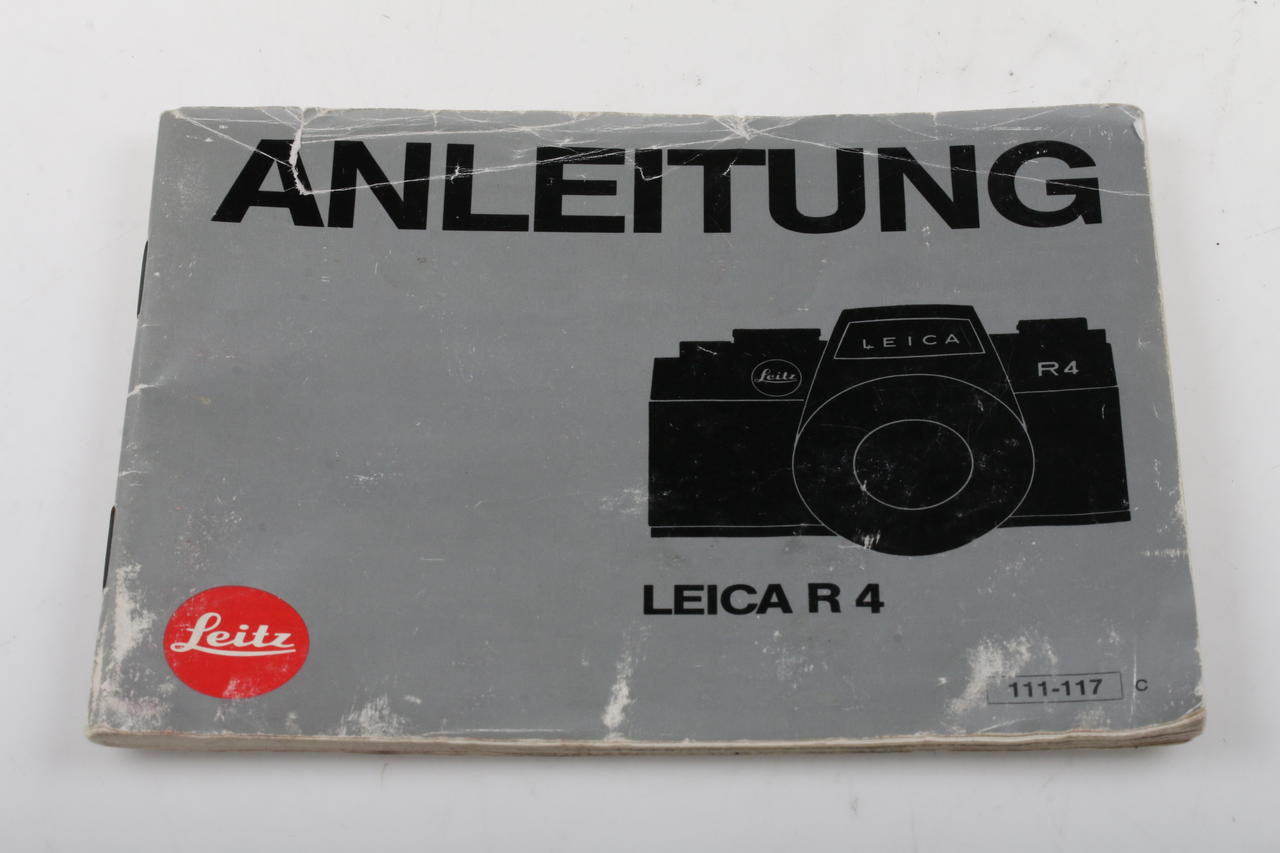 ANLEITUNG
LEICA
Leitz
R4
LEICA R 4
Leitz
111-117 C